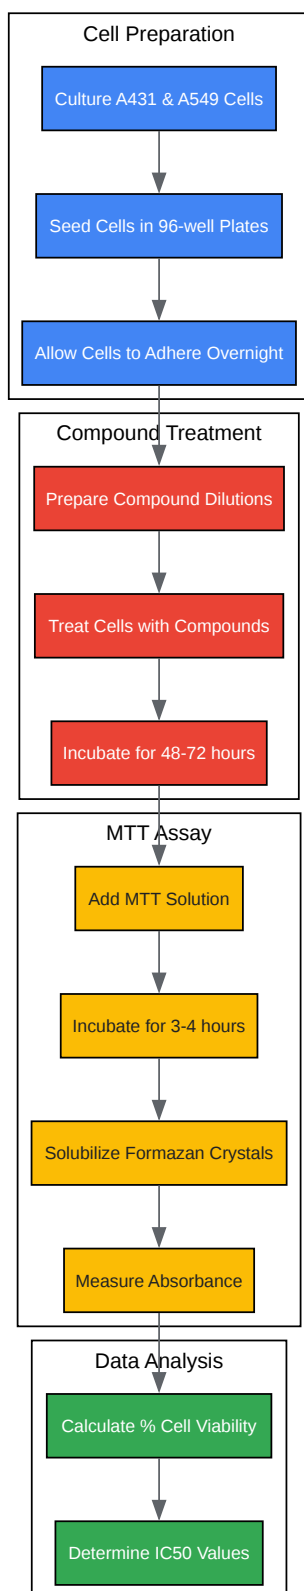 Cell Preparation
Culture A431 & A549 Cells
Seed Cells in 96-well Plates
Allow Cells to Adhere Overnight
Compound Treatment
Prepare Compound Dilutions
Treat Cells with Compounds
Incubate for 48-72 hours
MTT Assay
Add MTT Solution
Incubate for 3-4 hours
Solubilize Formazan Crystals
Measure Absorbance
Data Analysis
Calculate % Cell Viability
Determine IC50 Values